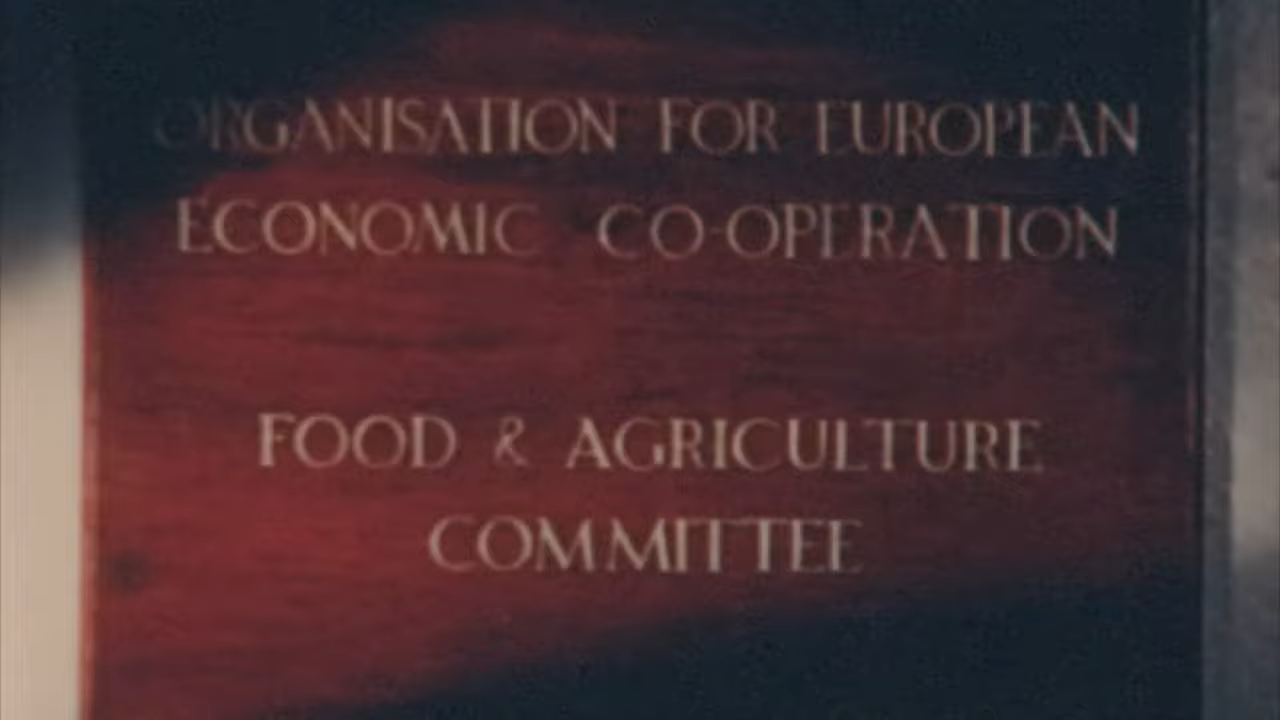 ORGANISATION FOR EUROPEAN
ECONOMIC CO-OPERATION
FOOD & AGRICULTURE
COMMITTEE